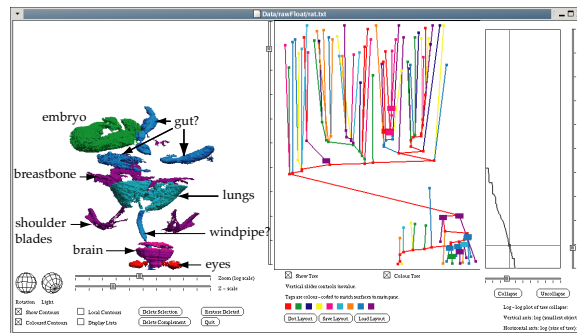 Data/rawFloat/rat.txt
embryo
gut?
breastbone
lungs
shoulder
blades
windpipe?
brain
eyes
Zoom (log scale)
Z - scale
Rotation
Light
Show Contours
Local Contours
Delete Selection
Restore Deleted
Coloured Contours
Display Lists
Delete Complement
Quit
Show Tree
Colour Tree
Vertical slider controls isovalue.
Tags are colour-coded to match surfaces to main pane.
Dot Layout
Save Layout
Load Layout
Collapse
Uncollapse
Log-log plot of tree collapse:
Vertical axis: log (smallest object
Horizontal axis: log (size of tree)